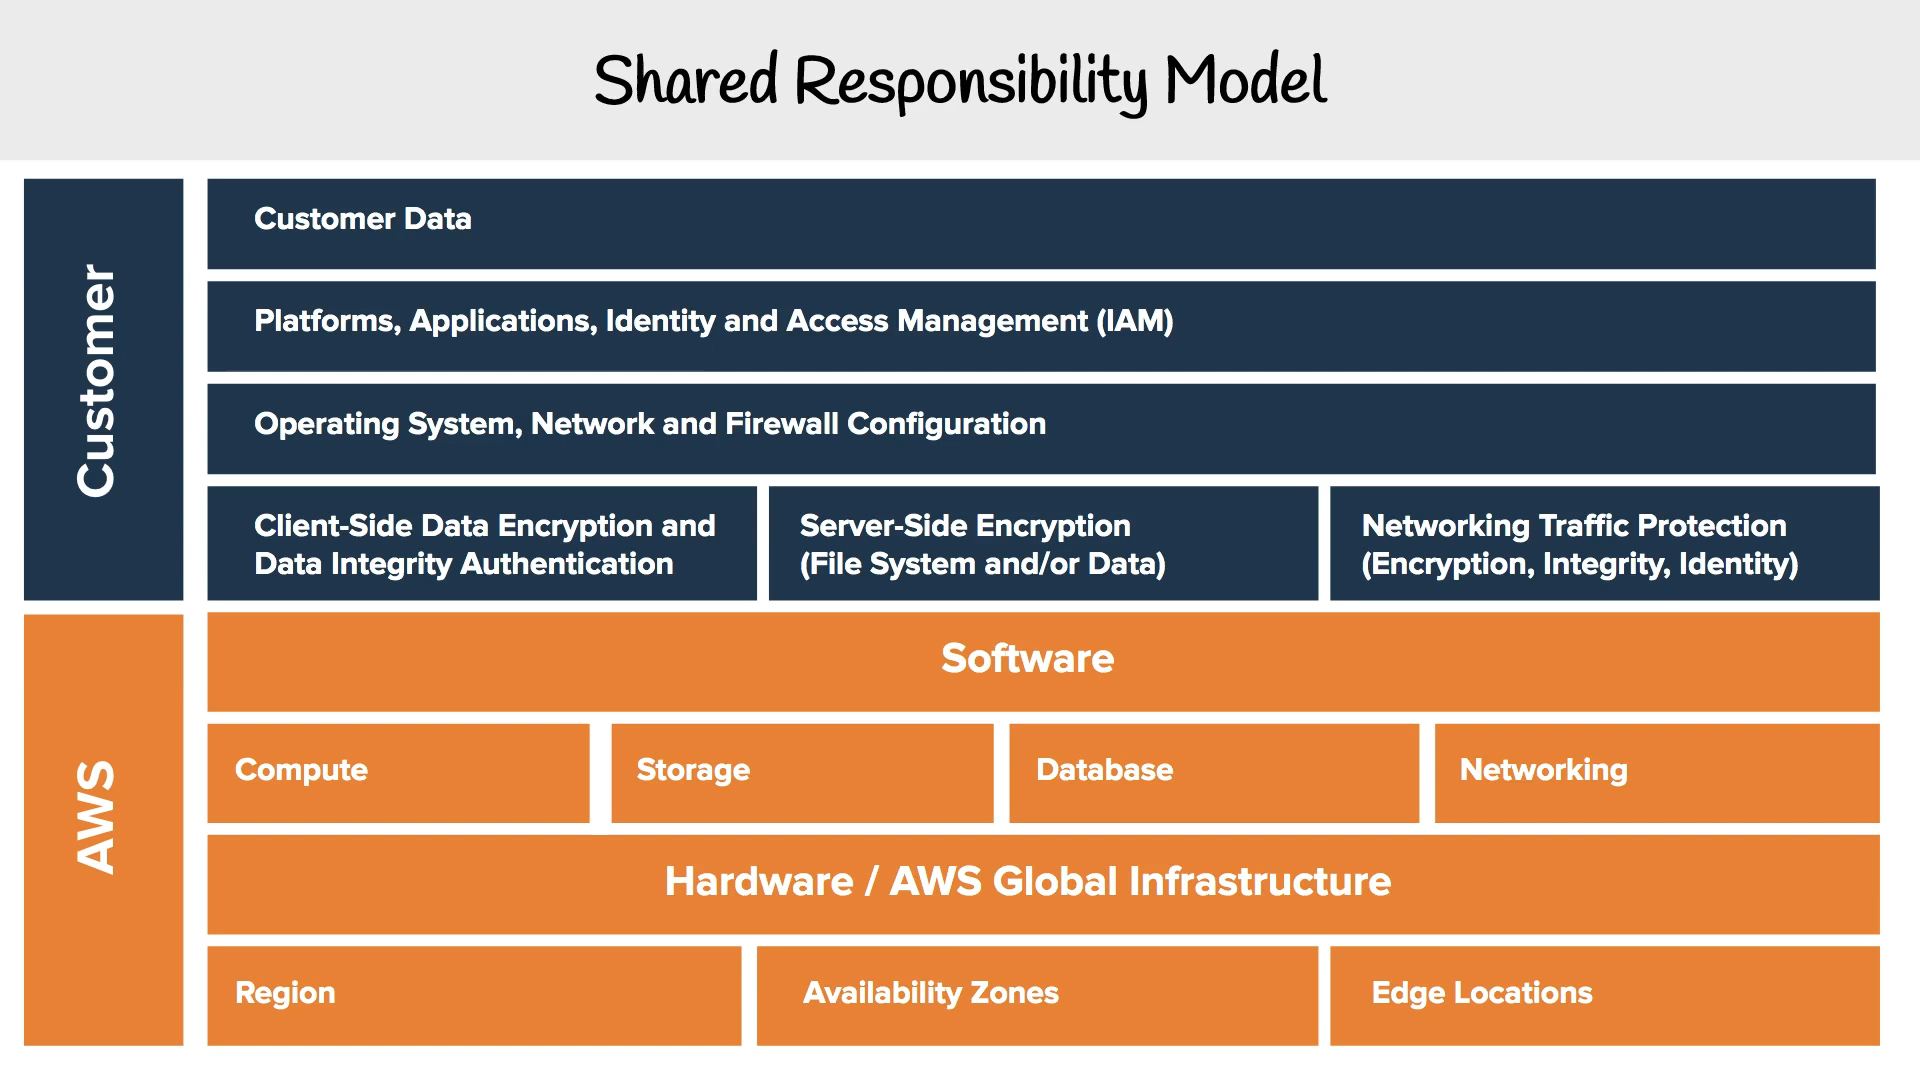 Shared Responsibility Model
Customer
Customer Data
Platforms, Applications, Identity and Access Management (IAM)
Operating System, Network and Firewall Configuration
Client-Side Data Encryption and
Data Integrity Authentication
Server-Side Encryption
(File System and/or Data)
Networking Traffic Protection
(Encryption, Integrity, Identity)
AWS
Software
Compute
Storage
Database
Networking
Hardware / AWS Global Infrastructure
Region
Availability Zones
Edge Locations